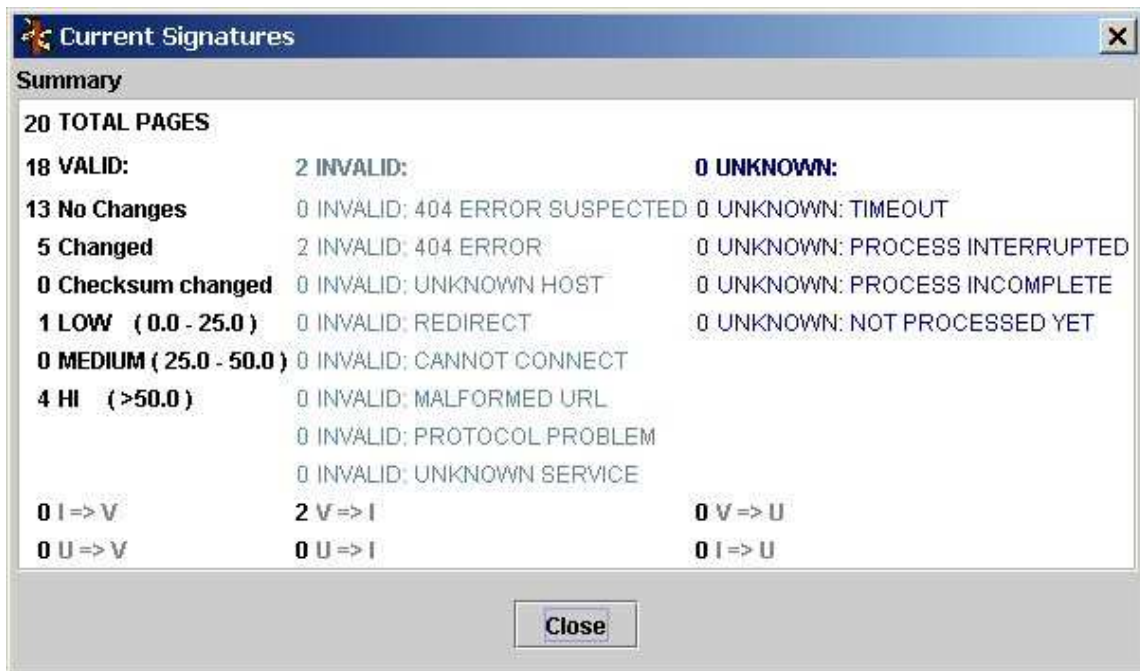 Current Signatures
Summary
20 TOTAL PAGES
18 VALID: 2 INVALID: 0 UNKNOWN:
13 No Changes 0 INVALID: 404 ERROR SUSPECTED 0 UNKNOWN: TIMEOUT
5 Changed 2 INVALID: 404 ERROR 0 UNKNOWN: PROCESS INTERRUPTED
0 Checksum changed 0 INVALID: UNKNOWN HOST 0 UNKNOWN: PROCESS INCOMPLETE
1 LOW ( 0.0 - 25.0 ) 0 INVALID: REDIRECT 0 UNKNOWN: NOT PROCESSED YET
0 MEDIUM ( 25.0 - 50.0 ) 0 INVALID: CANNOT CONNECT
4 HI ( >50.0 ) 0 INVALID: MALFORMED URL
0 INVALID: PROTOCOL PROBLEM
0 INVALID: UNKNOWN SERVICE
0 I => V 2 V => I 0 V => U
0 U => V 0 U => I 0 I => U
Close